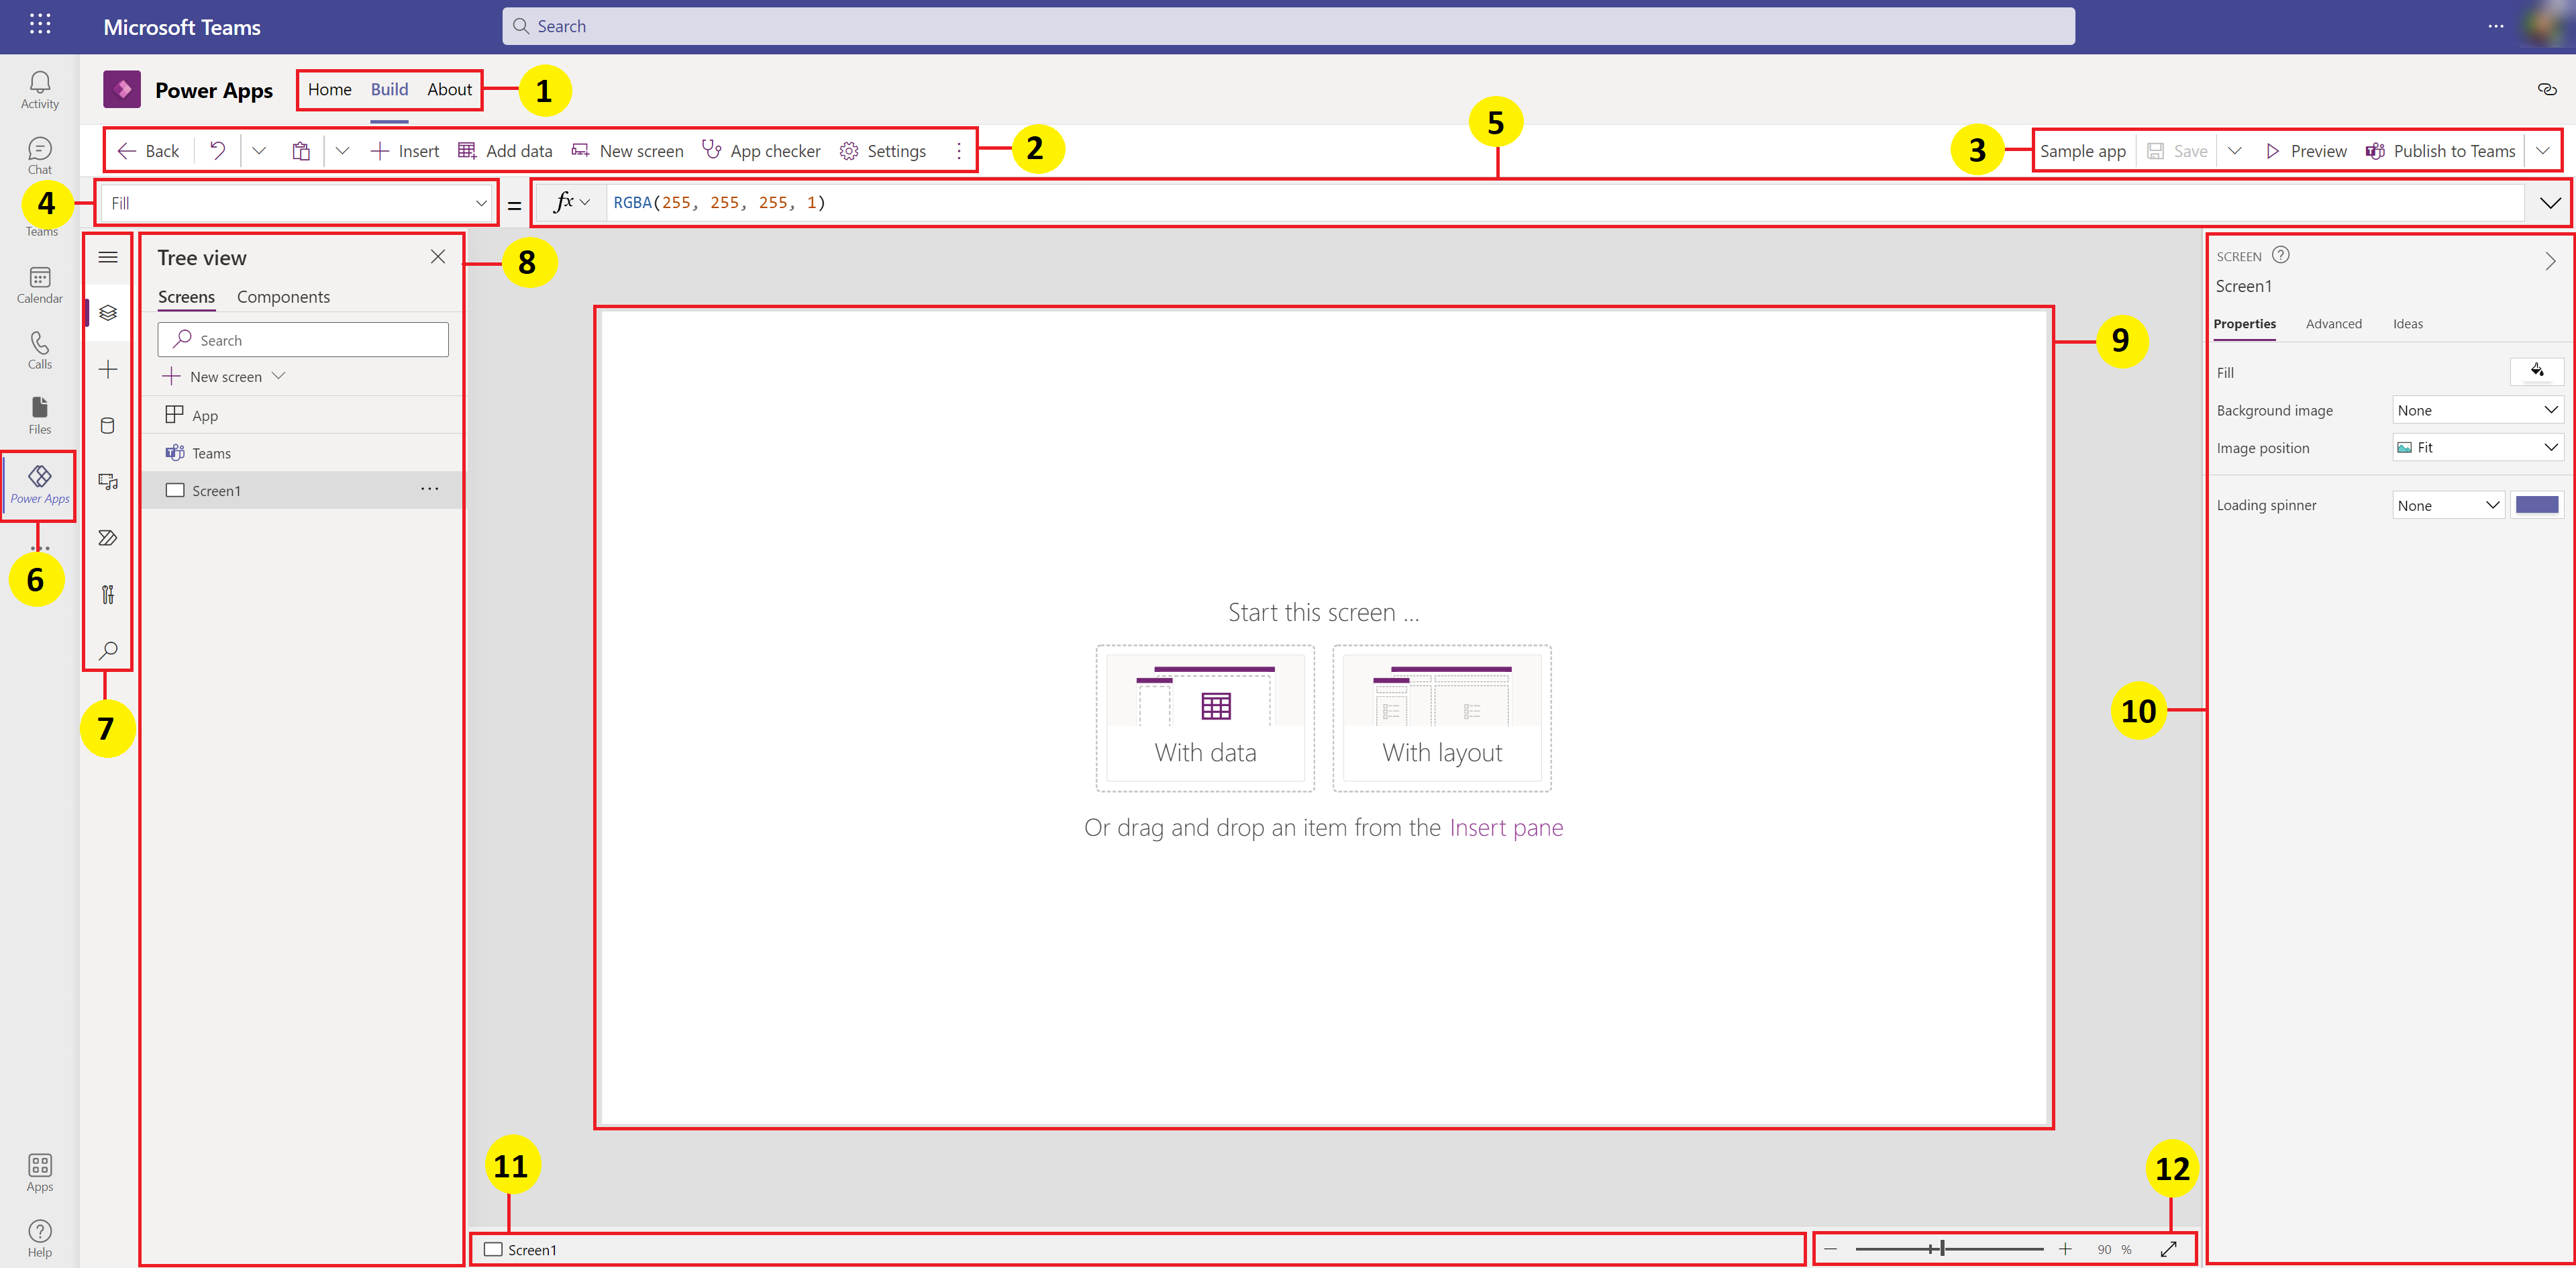 Microsoft Teams
Search
Activity
Chat
Teams
Calendar
Calls
Files
Power Apps
Apps
Help
Power Apps
Home Build About
1
Back Insert Add data New screen App checker Settings
2
3
Sample app Save Preview Publish to Teams
4
Fill
=
5
fx
RGBA(255, 255, 255, 1)
6
7
Tree view
8
Screens Components
Search
New screen
App
Teams
Screen1
9
Start this screen ...
With data
With layout
Or drag and drop an item from the Insert pane
10
SCREEN
Screen1
Properties Advanced Ideas
Fill
Background image None
Image position Fit
Loading spinner None
11
Screen1
12
90 %